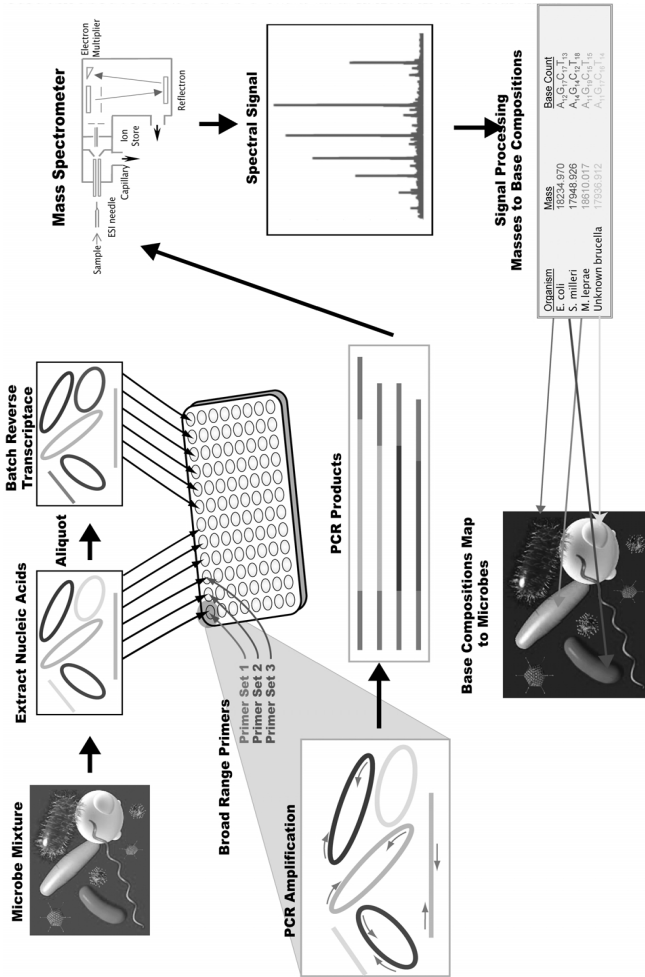 Microbe Mixture
Extract Nucleic Acids
Aliquot
Batch Reverse
Transcriptace
Mass Spectrometer
Sample
ESI needle
Capillary
Ion
Store
Electron
Multiplier
Reflectron
Broad Range Primers
Primer Set 1
Primer Set 2
Primer Set 3
PCR Amplification
PCR Products
Spectral Signal
Signal Processing
Masses to Base Compositions
Organism Mass Base Count
E. coli 18234.970 A12G17C17T13
S. milleri 17948.926 A14G14C12T18
M. leprae 18610.017
Unknown brucella 17936.912
Base Compositions Map
to Microbes